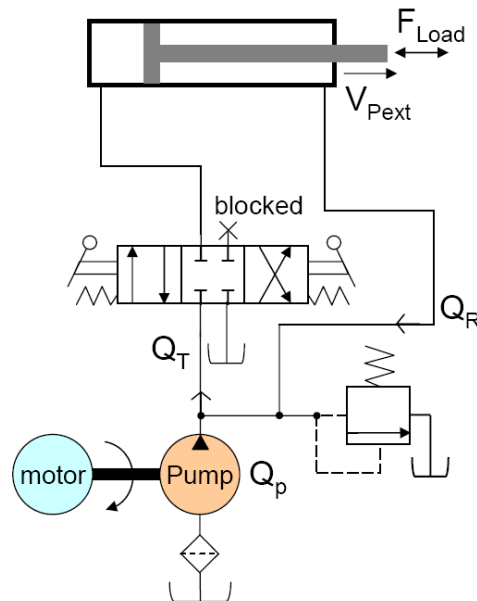 F_Load
V_Pext
blocked
Q_R
Q_T
motor
Pump
Q_p